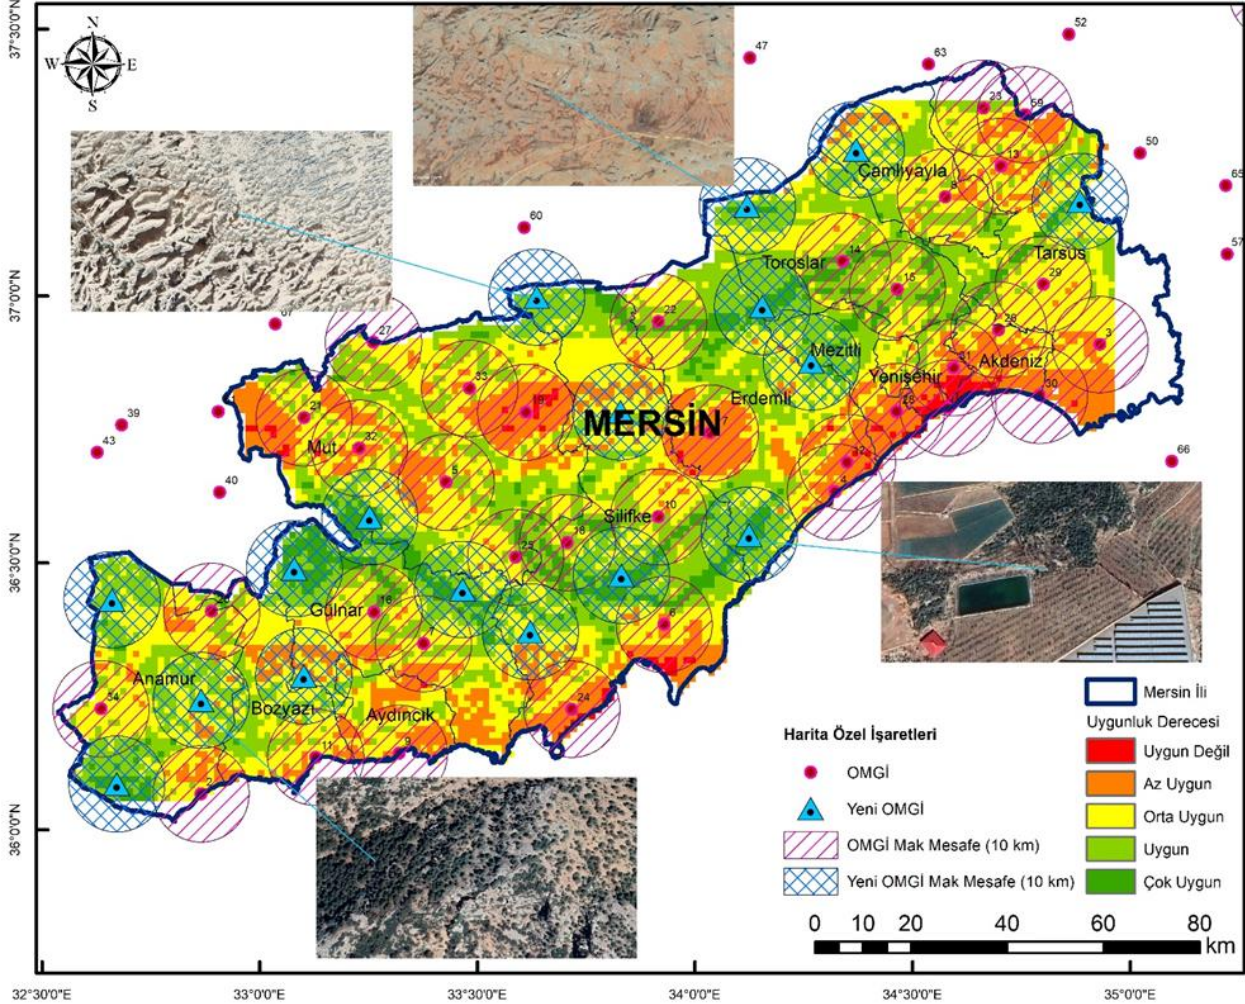 37°30'0"N
N
W E
S
52
47
63
23
59
50
13
Çamlıyayla
8
65
60
57
14
Toroslar
Tarsus
15
29
37°0'0"N
22
27
28
3
Mezitli
Akdeniz
31
Yenişehir
33
Erdemli
30
19
21
MERSİN
39
32
Mut
43
5
66
40
4
10
Silifke
18
36°30'0"N
Gülnar
16
6
Anamur
34
Bozyazı
24
Aydıncık
11
9
2
36°0'0"N
Mersin İli
Uygunluk Derecesi
Harita Özel İşaretleri
Uygun Değil
OMGİ
Az Uygun
Yeni OMGİ
Orta Uygun
OMGİ Mak Mesafe (10 km)
Uygun
Yeni OMGİ Mak Mesafe (10 km)
Çok Uygun
0 10 20 40 60 80
km
32°30'0"E 33°0'0"E 33°30'0"E 34°0'0"E 34°30'0"E 35°0'0"E